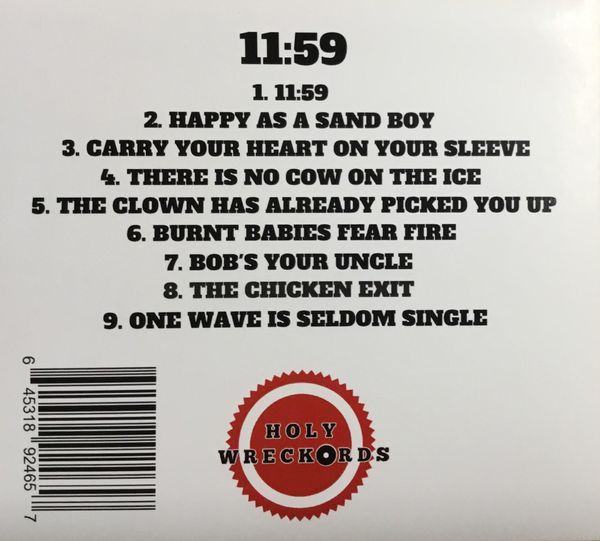 11:59
1. 11:59
2. HAPPY AS A SAND BOY
3. CARRY YOUR HEART ON YOUR SLEEVE
4. THERE IS NO COW ON THE ICE
5. THE CLOWN HAS ALREADY PICKED YOU UP
6. BURNT BABIES FEAR FIRE
7. BOB'S YOUR UNCLE
8. THE CHICKEN EXIT
9. ONE WAVE IS SELDOM SINGLE
6 45318 92465 7
HOLY
WRECKORDS